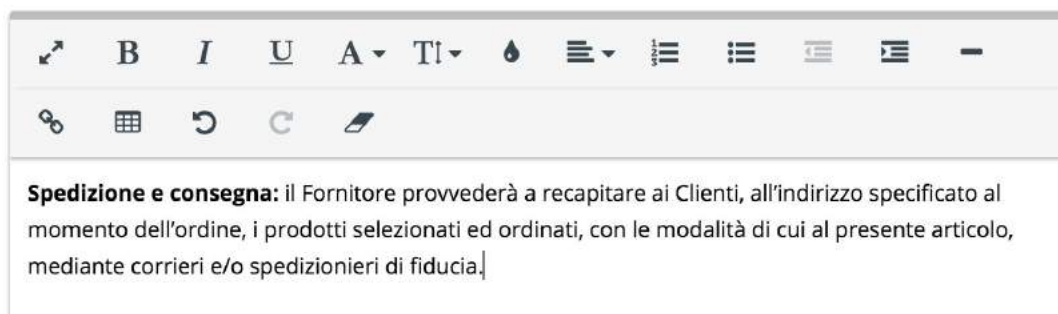 B I U A T
Spedizione e consegna: il Fornitore provvederà a recapitare ai Clienti, all'indirizzo specificato al
momento dell'ordine, i prodotti selezionati ed ordinati, con le modalità di cui al presente articolo,
mediante corrieri e/o spedizionieri di fiducia.